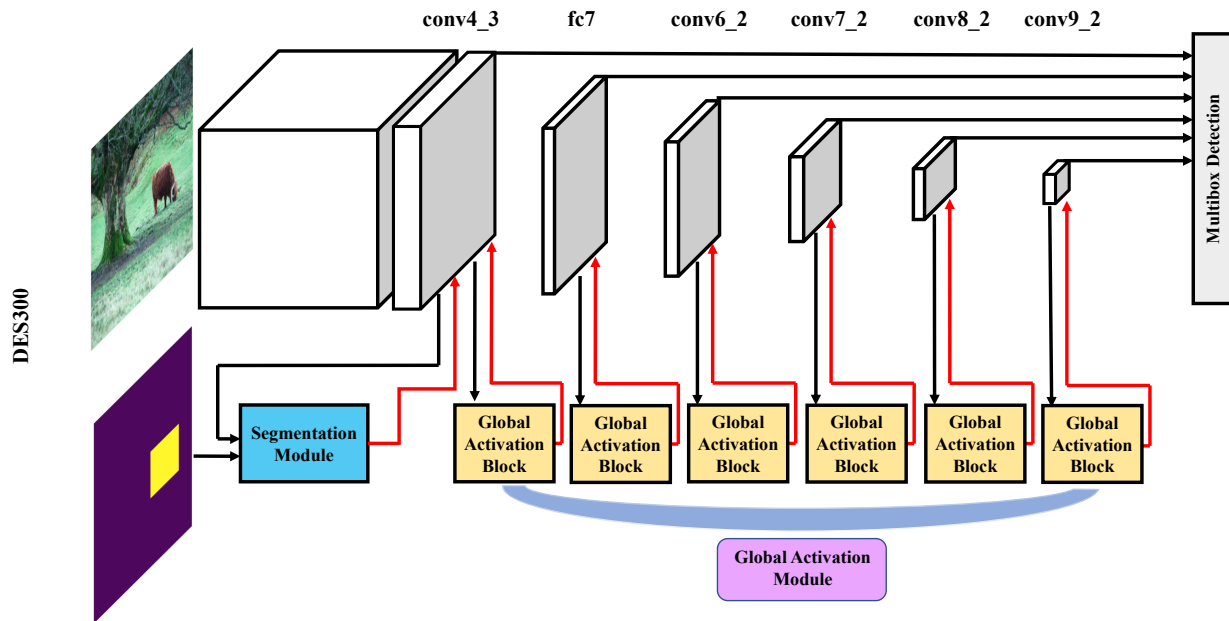 conv4_3 fc7 conv6_2 conv7_2 conv8_2 conv9_2
Multibox Detection
DES300
Segmentation
Module
Global
Activation
Block
Global
Activation
Block
Global
Activation
Block
Global
Activation
Block
Global
Activation
Block
Global
Activation
Block
Global Activation
Module